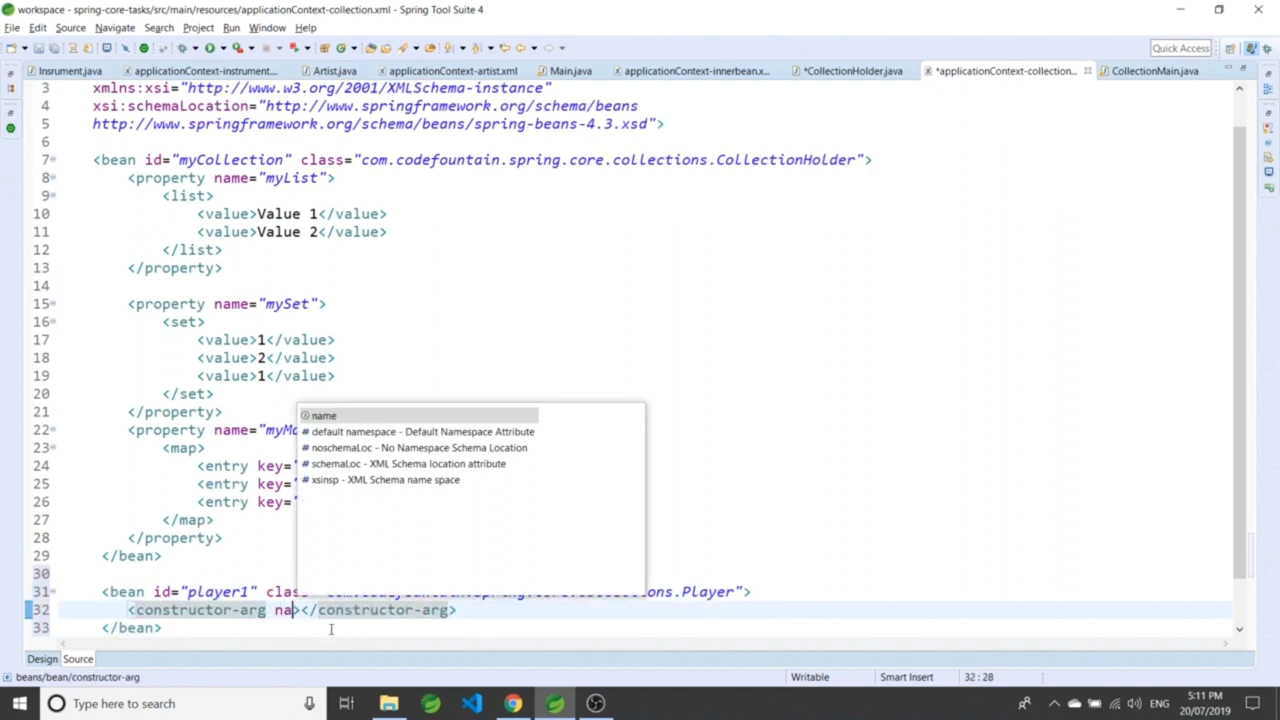 workspace - spring-core-tasks/src/main/resources/applicationContext-collection.xml - Spring Tool Suite 4
File Edit Source Navigate Search Project Run Window Help
Quick Access
Insrument.java applicationContext-instrument... Artist.java applicationContext-artist.xml Main.java applicationContext-innerbean.x... *CollectionHolder.java *applicationContext-collection... CollectionMain.java
3 xmlns:xsi="http://www.w3.org/2001/XMLSchema-instance"
4 xsi:schemaLocation="http://www.springframework.org/schema/beans
5 http://www.springframework.org/schema/beans/spring-beans-4.3.xsd">
6
7 <bean id="myCollection" class="com.codefountain.spring.core.collections.CollectionHolder">
8 <property name="myList">
9 <list>
10 <value>Value 1</value>
11 <value>Value 2</value>
12 </list>
13 </property>
14
15 <property name="mySet">
16 <set>
17 <value>1</value>
18 <value>2</value>
19 <value>1</value>
20 </set>
21 </property>
22 <property name="myMa
23 <map>
24 <entry key="
25 <entry key="
26 <entry key="
27 </map>
28 </property>
29 </bean>
30
31 <bean id="player1" class Player">
32 <constructor-arg na></constructor-arg>
33 </bean>
name
# default namespace - Default Namespace Attribute
# noschemaLoc - No Namespace Schema Location
# schemaLoc - XML Schema location attribute
# xsinsp - XML Schema name space
Design Source
beans/bean/constructor-arg Writable Smart Insert 32 : 28
Type here to search
ENG
5:11 PM
20/07/2019